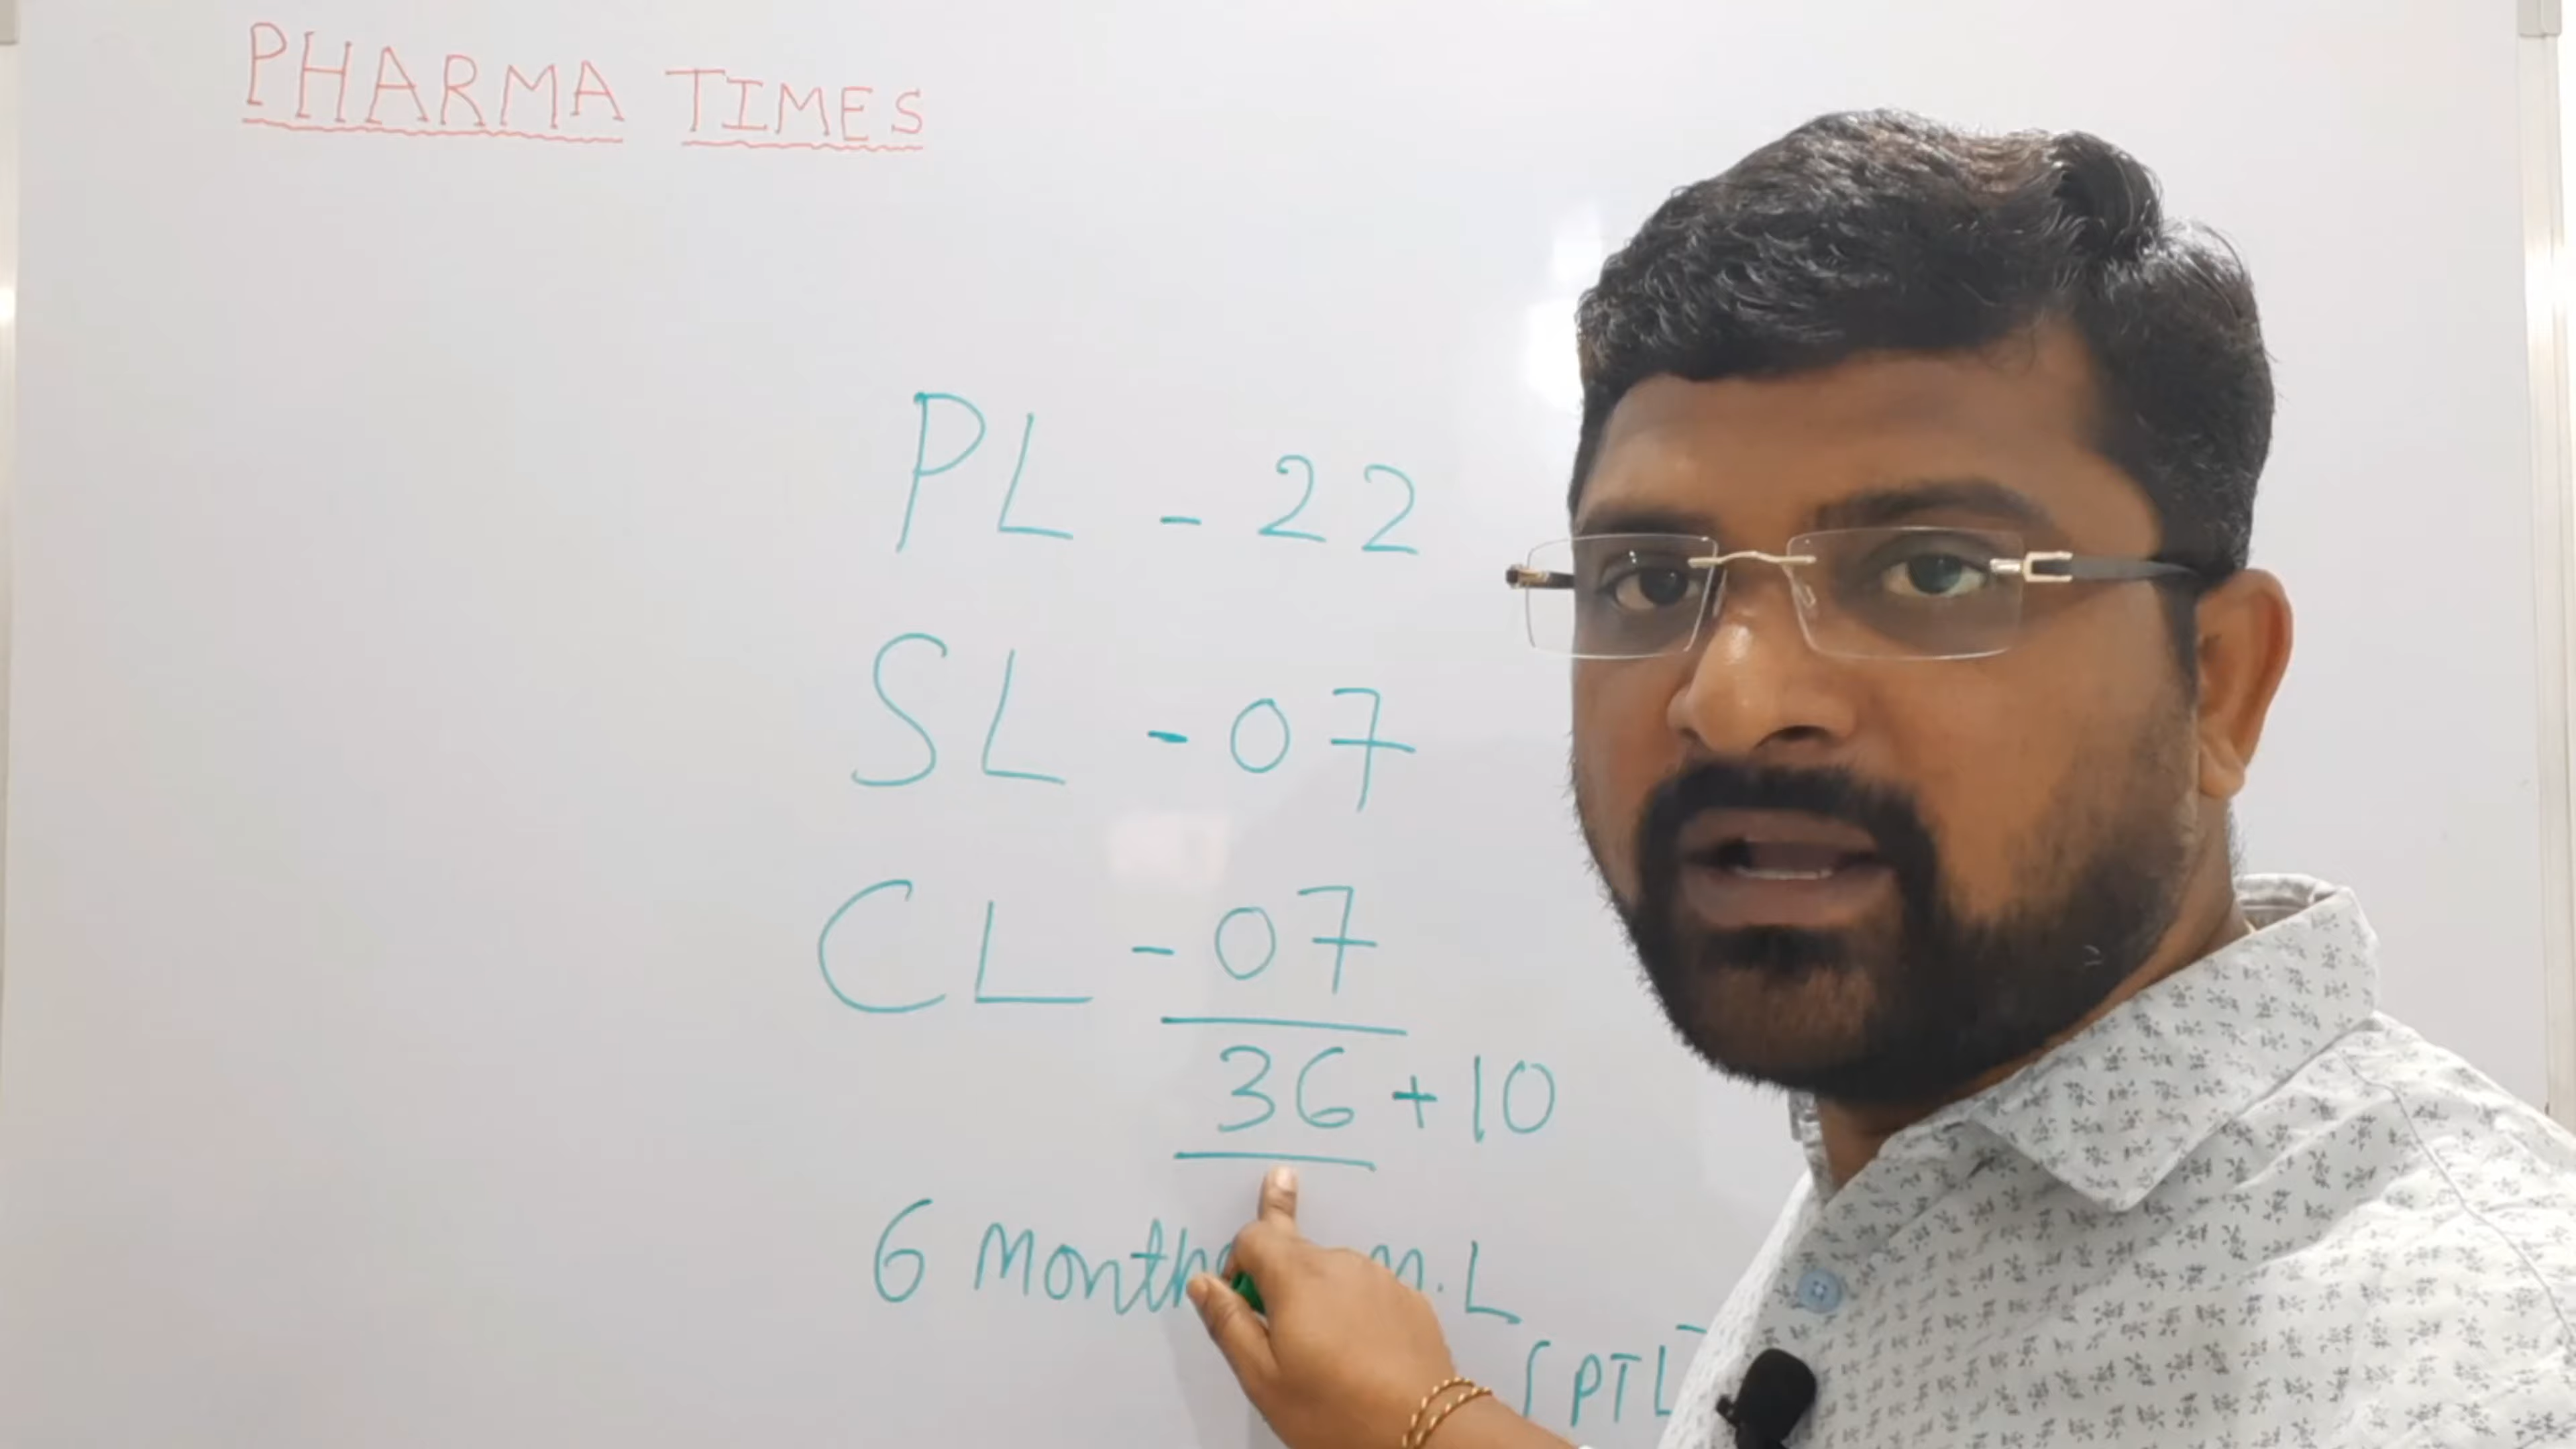 PHARMA TIMES
PL - 22
SL - 07
CL - 07
36 + 10
6 month M.L
PTL